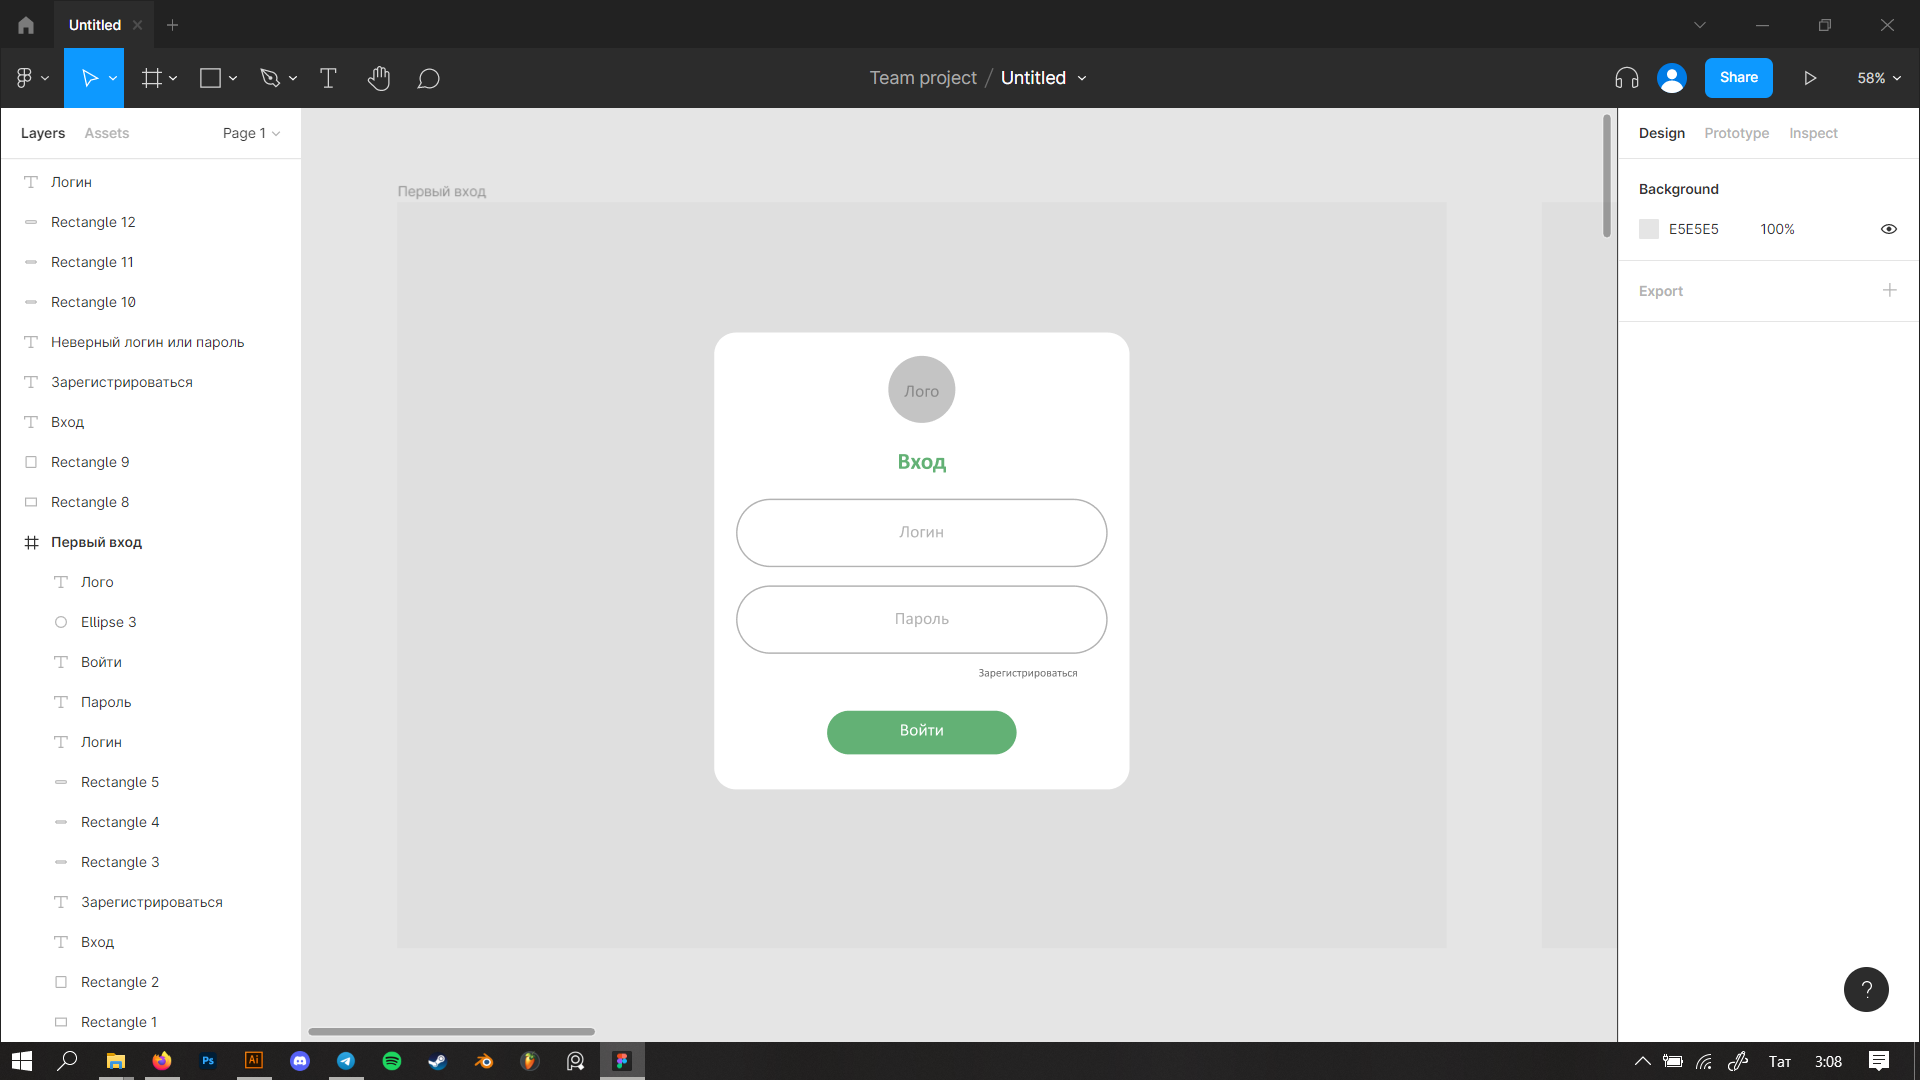 Untitled
Team project / Untitled
Share
58%
Layers
Assets
Page 1
Логин
Rectangle 12
Rectangle 11
Rectangle 10
Неверный логин или пароль
Зарегистрироваться
Вход
Rectangle 9
Rectangle 8
Первый вход
Лого
Ellipse 3
Войти
Пароль
Логин
Rectangle 5
Rectangle 4
Rectangle 3
Зарегистрироваться
Вход
Rectangle 2
Rectangle 1
Первый вход
Лого
Вход
Логин
Пароль
Зарегистрироваться
Войти
Design
Prototype
Inspect
Background
E5E5E5
100%
Export
?
Ps
Ai
Тат
3:08